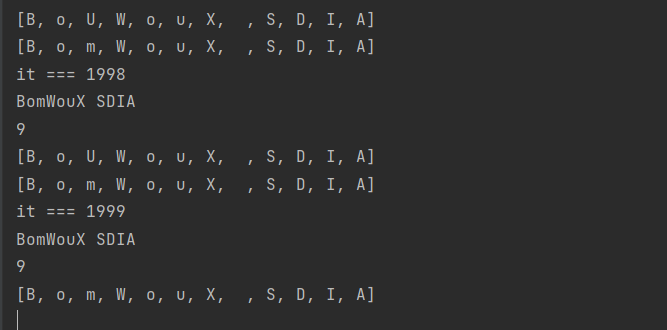 [B, o, U, W, o, u, X,  , S, D, I, A]
[B, o, m, W, o, u, X,  , S, D, I, A]
it === 1998
BomWouX SDIA
9
[B, o, U, W, o, u, X,  , S, D, I, A]
[B, o, m, W, o, u, X,  , S, D, I, A]
it === 1999
BomWouX SDIA
9
[B, o, m, W, o, u, X,  , S, D, I, A]